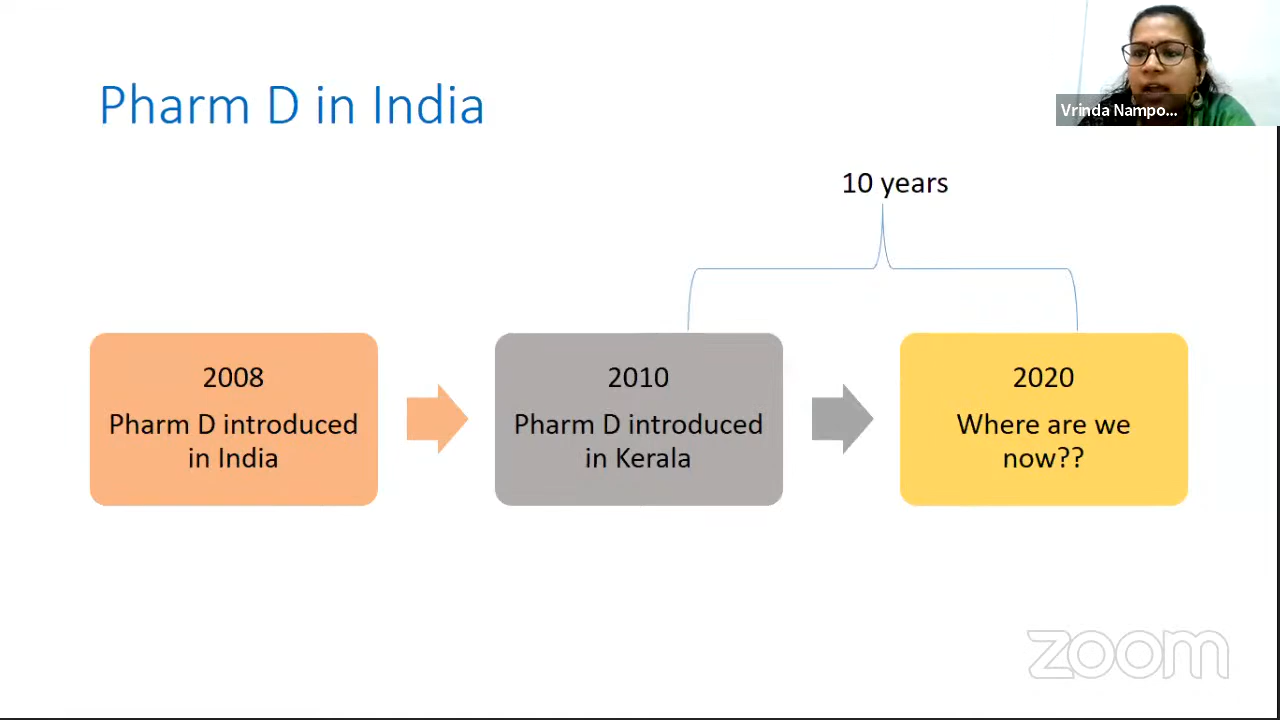 Pharm D in India
Vrinda Nampo...
10 years
2008
Pharm D introduced
in India
2010
Pharm D introduced
in Kerala
2020
Where are we
now??
zoom